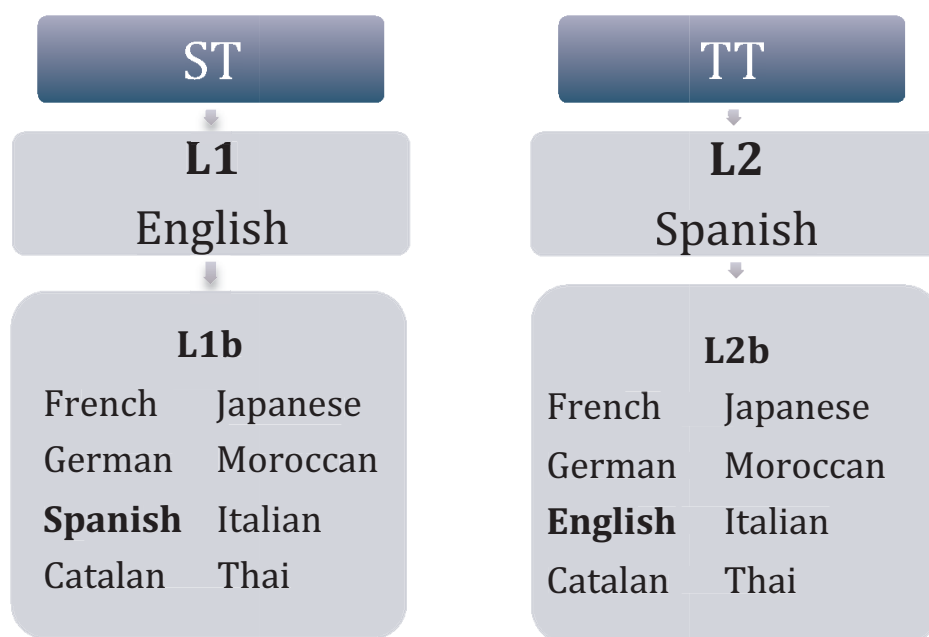 ST
L1
English
L1b
French Japanese
German Moroccan
Spanish Italian
Catalan Thai
TT
L2
Spanish
L2b
French Japanese
German Moroccan
English Italian
Catalan Thai